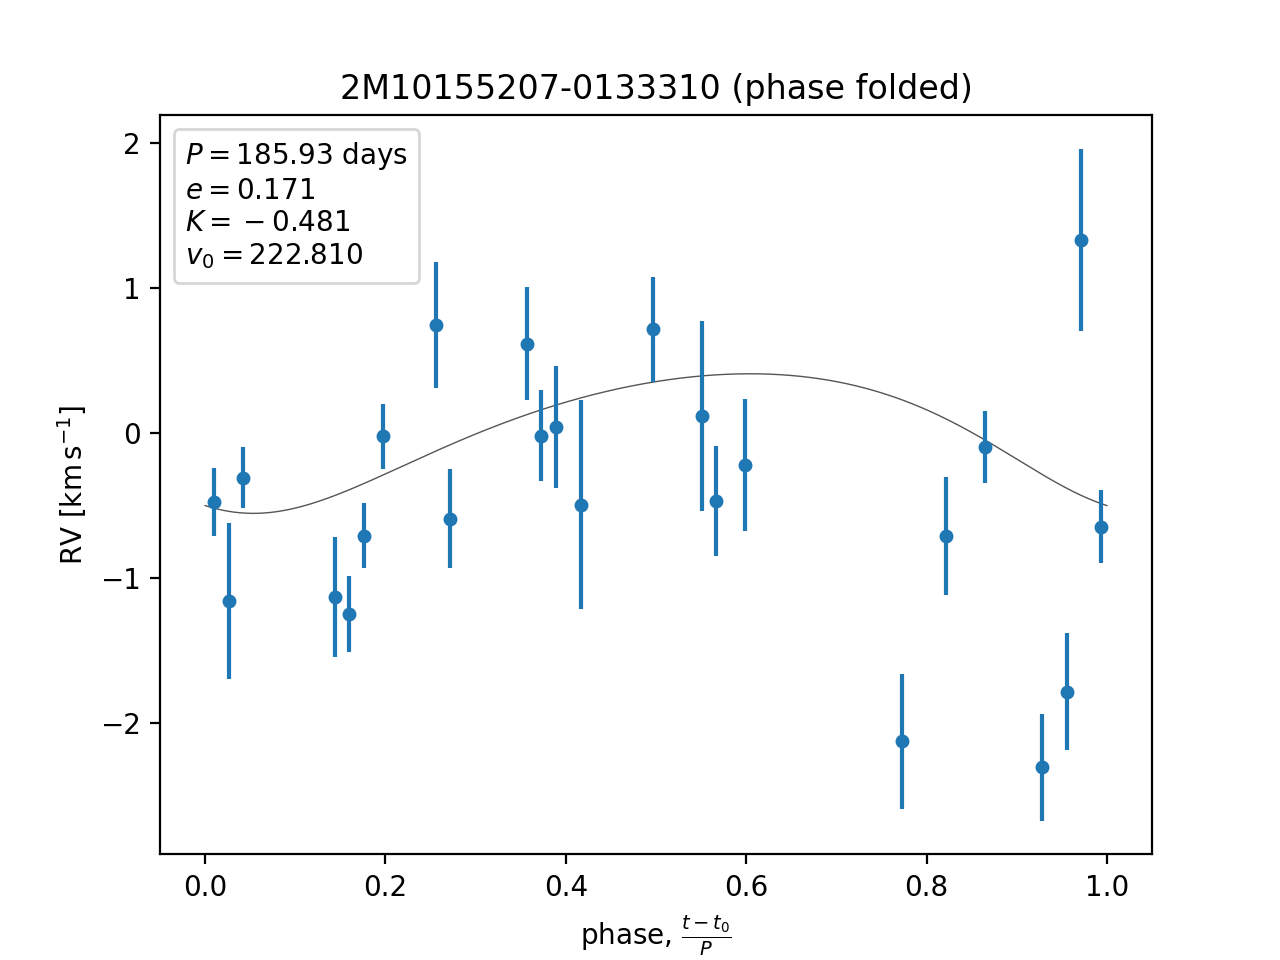 2M10155207-0133310 (phase folded)
P = 185.93 days
e = 0.171
K = −0.481
v₀ = 222.810
2
1
0
−1
−2
RV [km s⁻¹]
0.0 0.2 0.4 0.6 0.8 1.0
phase, (t − t₀)/P